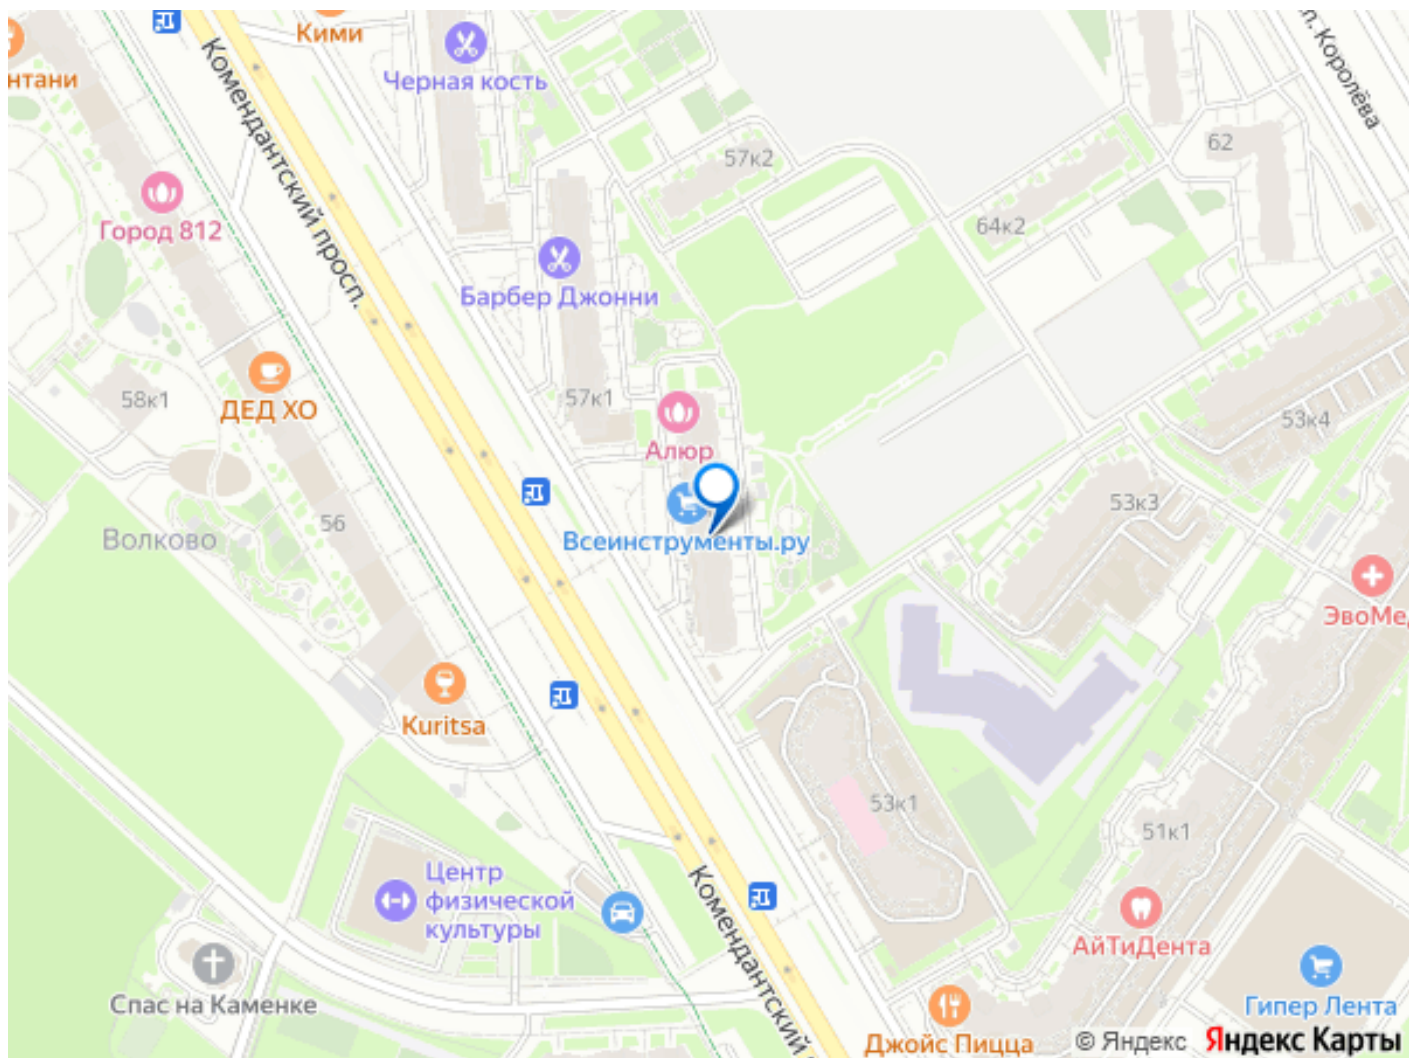 Кими
нтани
Черная кость
Комендантский просп.
п. Королёва
57к2
62
64к2
Город 812
Барбер Джонни
58к1
ДЕД ХО
57к1
Алюр
53к4
53к3
56
Волково
Всеинструменты.ру
ЭвоМед
Kuritsa
53к1
51к1
Центр
физической
культуры
Комендантский
АйТиДента
Спас на Каменке
Гипер Лента
Джойс Пицца
© Яндекс Яндекс Карты